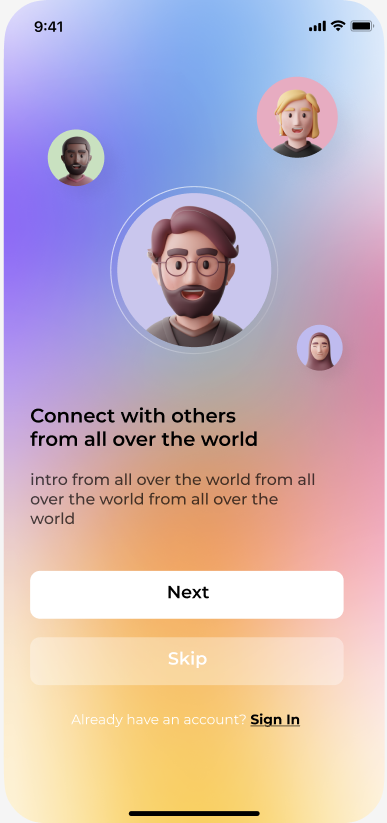 9:41
Connect with others
from all over the world
intro from all over the world from all
over the world from all over the
world
Next
Skip
Already have an account? Sign In